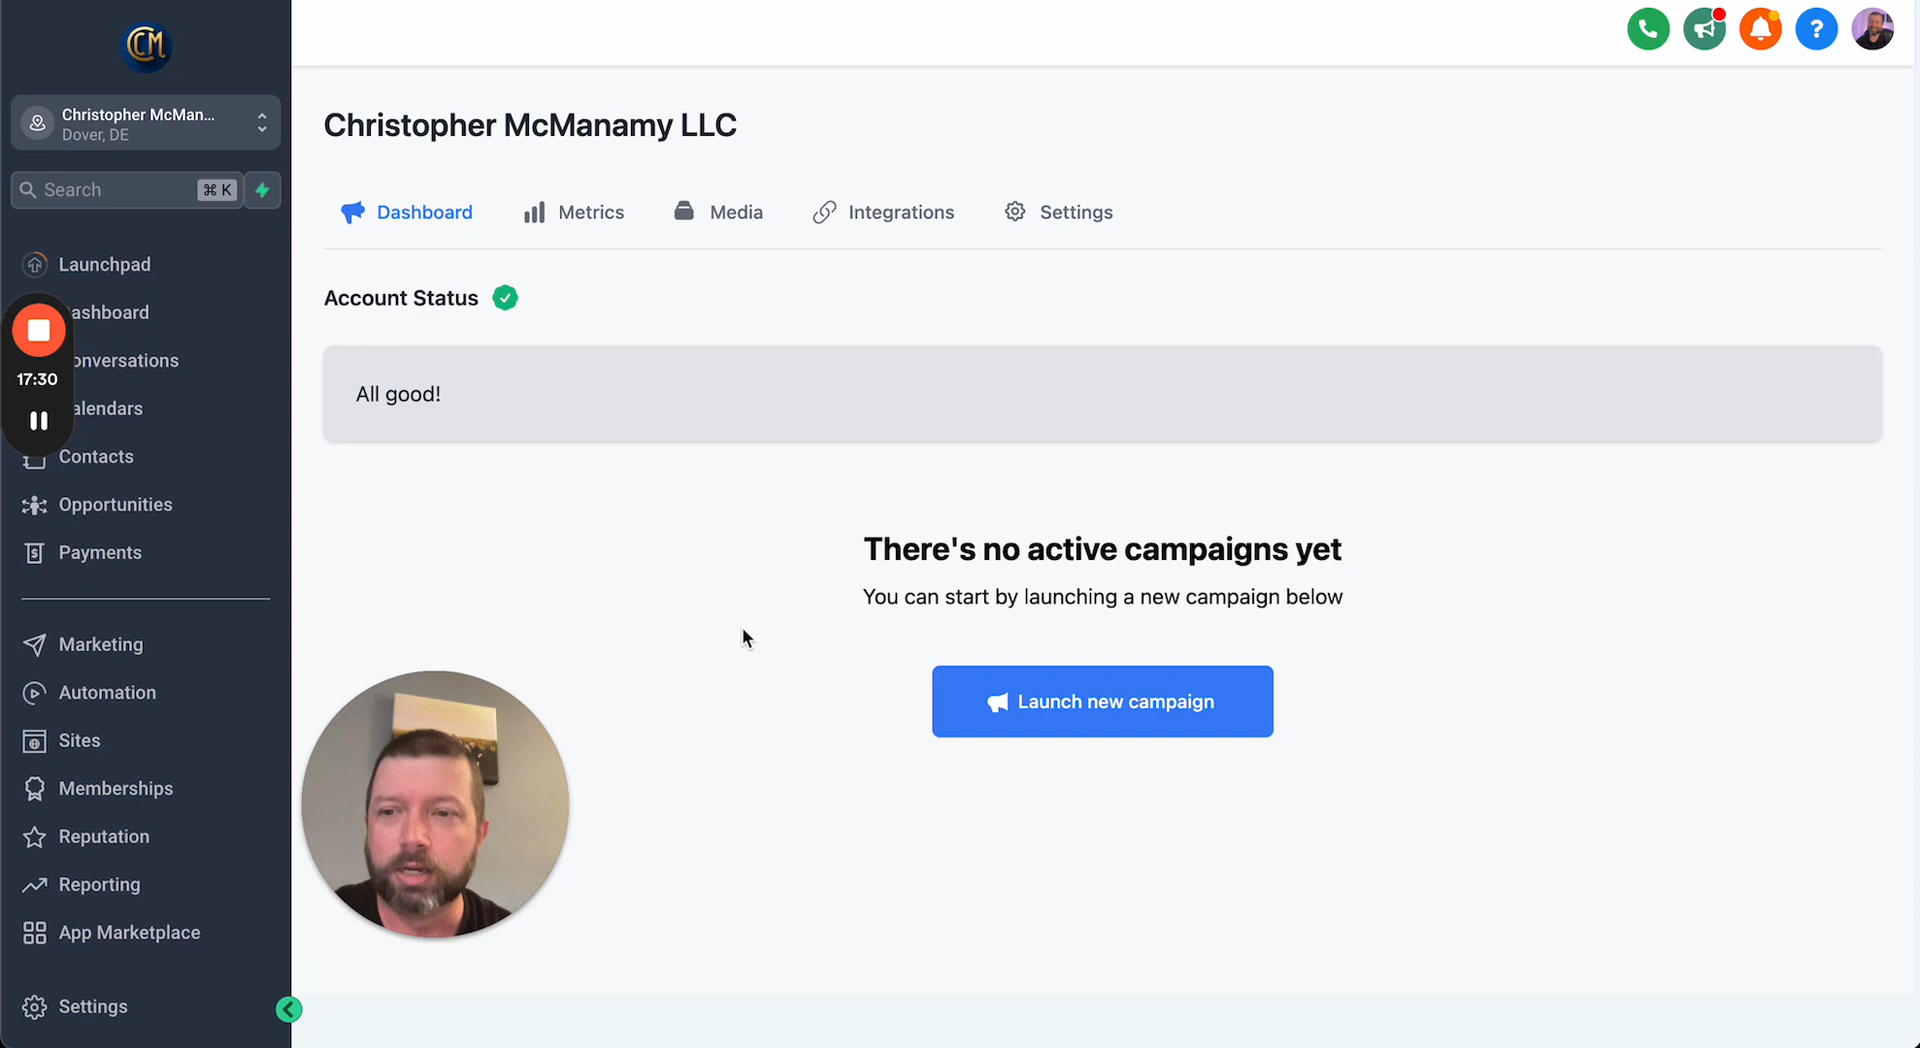 CM
Christopher McMan...
Dover, DE
Search
⌘ K
Launchpad
ashboard
onversations
alendars
Contacts
Opportunities
Payments
Marketing
Automation
Sites
Memberships
Reputation
Reporting
App Marketplace
Settings
17:30
?
Christopher McManamy LLC
Dashboard
Metrics
Media
Integrations
Settings
Account Status
All good!
There's no active campaigns yet
You can start by launching a new campaign below
Launch new campaign